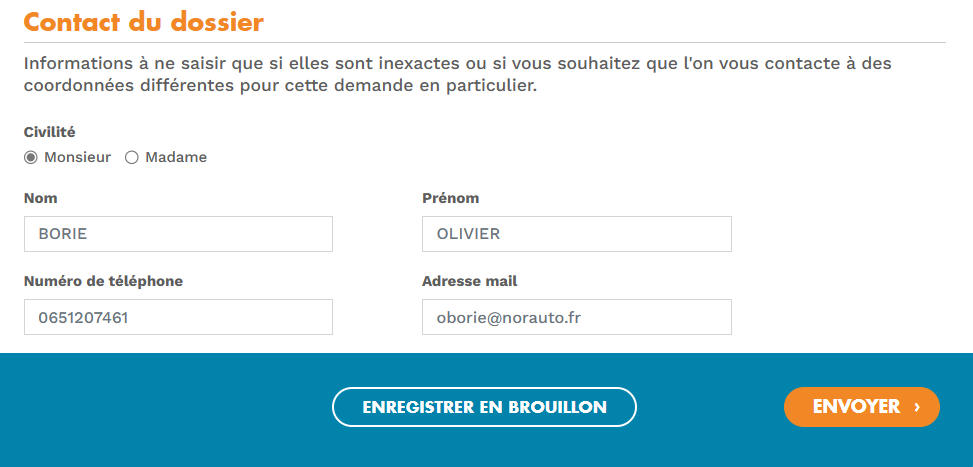 Contact du dossier
Informations à ne saisir que si elles sont inexactes ou si vous souhaitez que l'on vous contacte à des
coordonnées différentes pour cette demande en particulier.
Civilité
Monsieur Madame
Nom Prénom
BORIE OLIVIER
Numéro de téléphone Adresse mail
0651207461 oborie@norauto.fr
ENREGISTRER EN BROUILLON ENVOYER ›